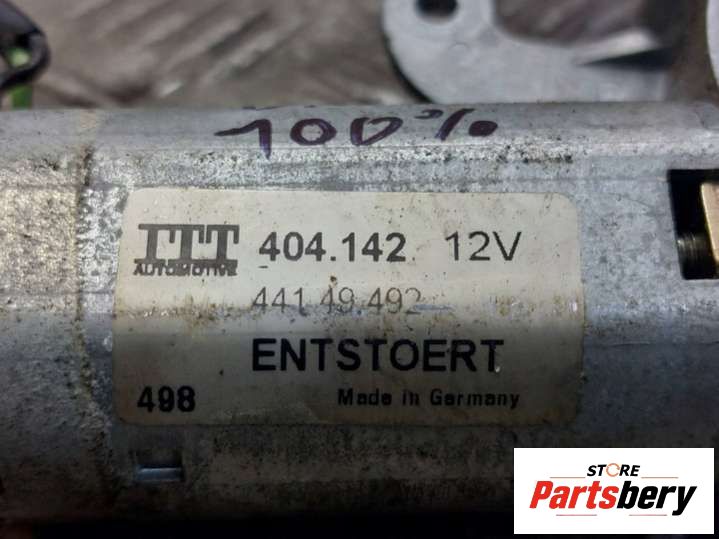 100%
ITT 404.142 12V
AUTOMOTIVE
441.49.492
ENTSTOERT
498 Made in Germany
STORE
Partsbery